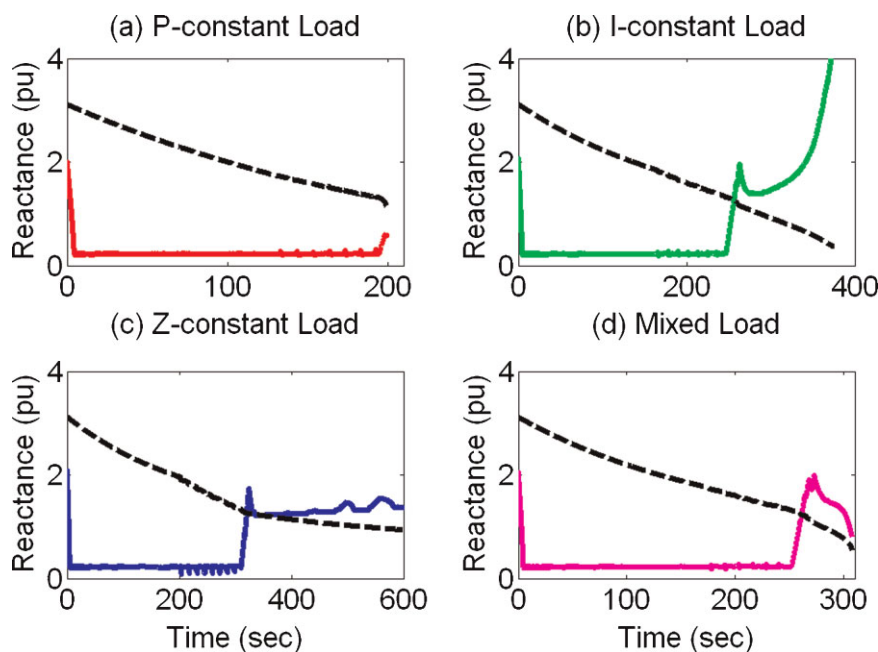 (a) P-constant Load
(b) I-constant Load
Reactance (pu)
4
2
0
0
100
200
Reactance (pu)
4
2
0
0
200
400
(c) Z-constant Load
(d) Mixed Load
Reactance (pu)
4
2
0
0
200
400
600
Time (sec)
Reactance (pu)
4
2
0
0
100
200
300
Time (sec)